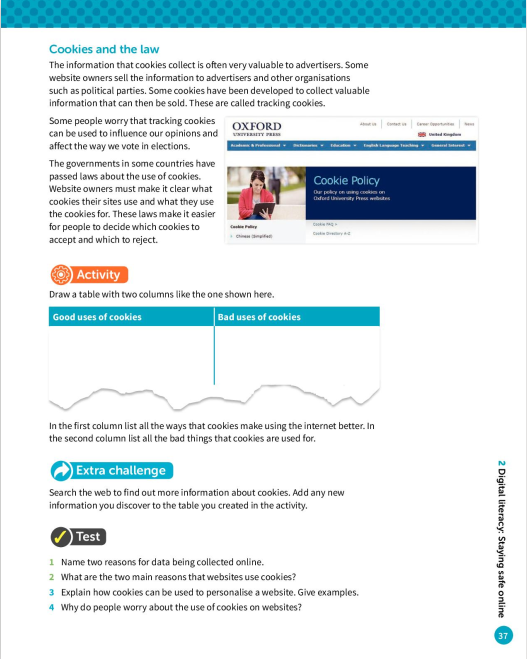 Cookies and the law
The information that cookies collect is often very valuable to advertisers. Some
website owners sell the information to advertisers and other organisations
such as political parties. Some cookies have been developed to collect valuable
information that can then be sold. These are called tracking cookies.
Some people worry that tracking cookies
can be used to influence our opinions and
affect the way we vote in elections.
The governments in some countries have
passed laws about the use of cookies.
Website owners must make it clear what
cookies their sites use and what they use
the cookies for. These laws make it easier
for people to decide which cookies to
accept and which to reject.
OXFORD
UNIVERSITY PRESS
About Us
Contact Us
Career Opportunities
News
United Kingdom
Academic & Professional
Dictionaries
Education
English Language Teaching
General Interest
Cookie Policy
Our policy on using cookies on
Oxford University Press websites
Cookie Policy
Chinese (Simplified)
Cookie FAQ
Cookie Directory A-Z
Activity
Draw a table with two columns like the one shown here.
Good uses of cookies
Bad uses of cookies
In the first column list all the ways that cookies make using the internet better. In
the second column list all the bad things that cookies are used for.
Extra challenge
Search the web to find out more information about cookies. Add any new
information you discover to the table you created in the activity.
Test
1 Name two reasons for data being collected online.
2 What are the two main reasons that websites use cookies?
3 Explain how cookies can be used to personalise a website. Give examples.
4 Why do people worry about the use of cookies on websites?
2 Digital literacy: Staying safe online
37